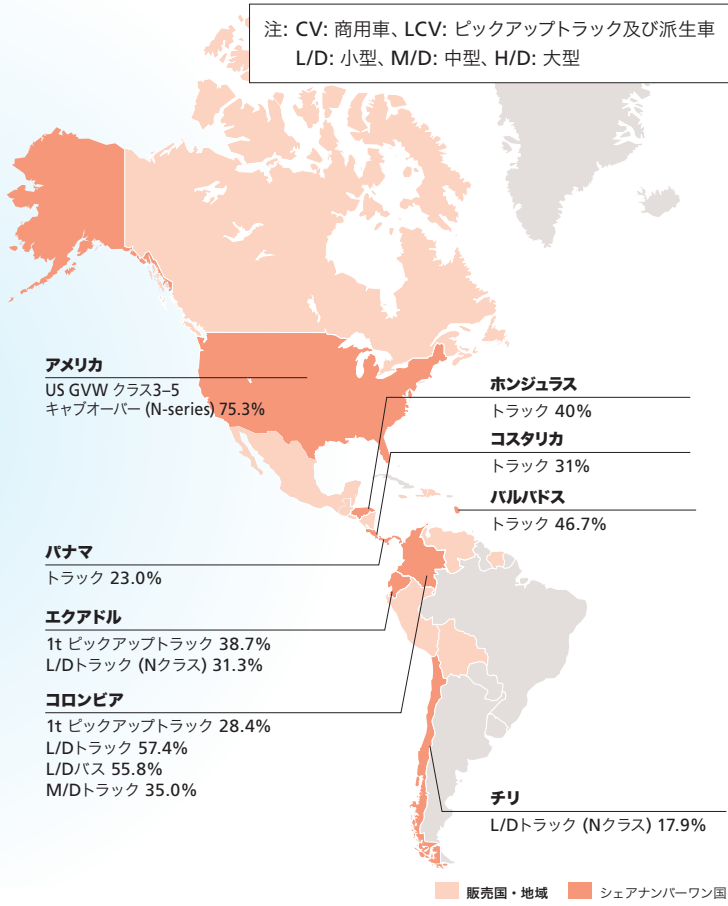 注: CV: 商用車、LCV: ピックアップトラック及び派生車
L/D: 小型、M/D: 中型、H/D: 大型
アメリカ
US GVW クラス3–5
キャブオーバー (N-series) 75.3%
ホンジュラス
トラック 40%
コスタリカ
トラック 31%
バルバドス
トラック 46.7%
パナマ
トラック 23.0%
エクアドル
1t ピックアップトラック 38.7%
L/Dトラック (Nクラス) 31.3%
コロンビア
1t ピックアップトラック 28.4%
L/Dトラック 57.4%
L/Dバス 55.8%
M/Dトラック 35.0%
チリ
L/Dトラック (Nクラス) 17.9%
販売国・地域 シェアナンバーワン国